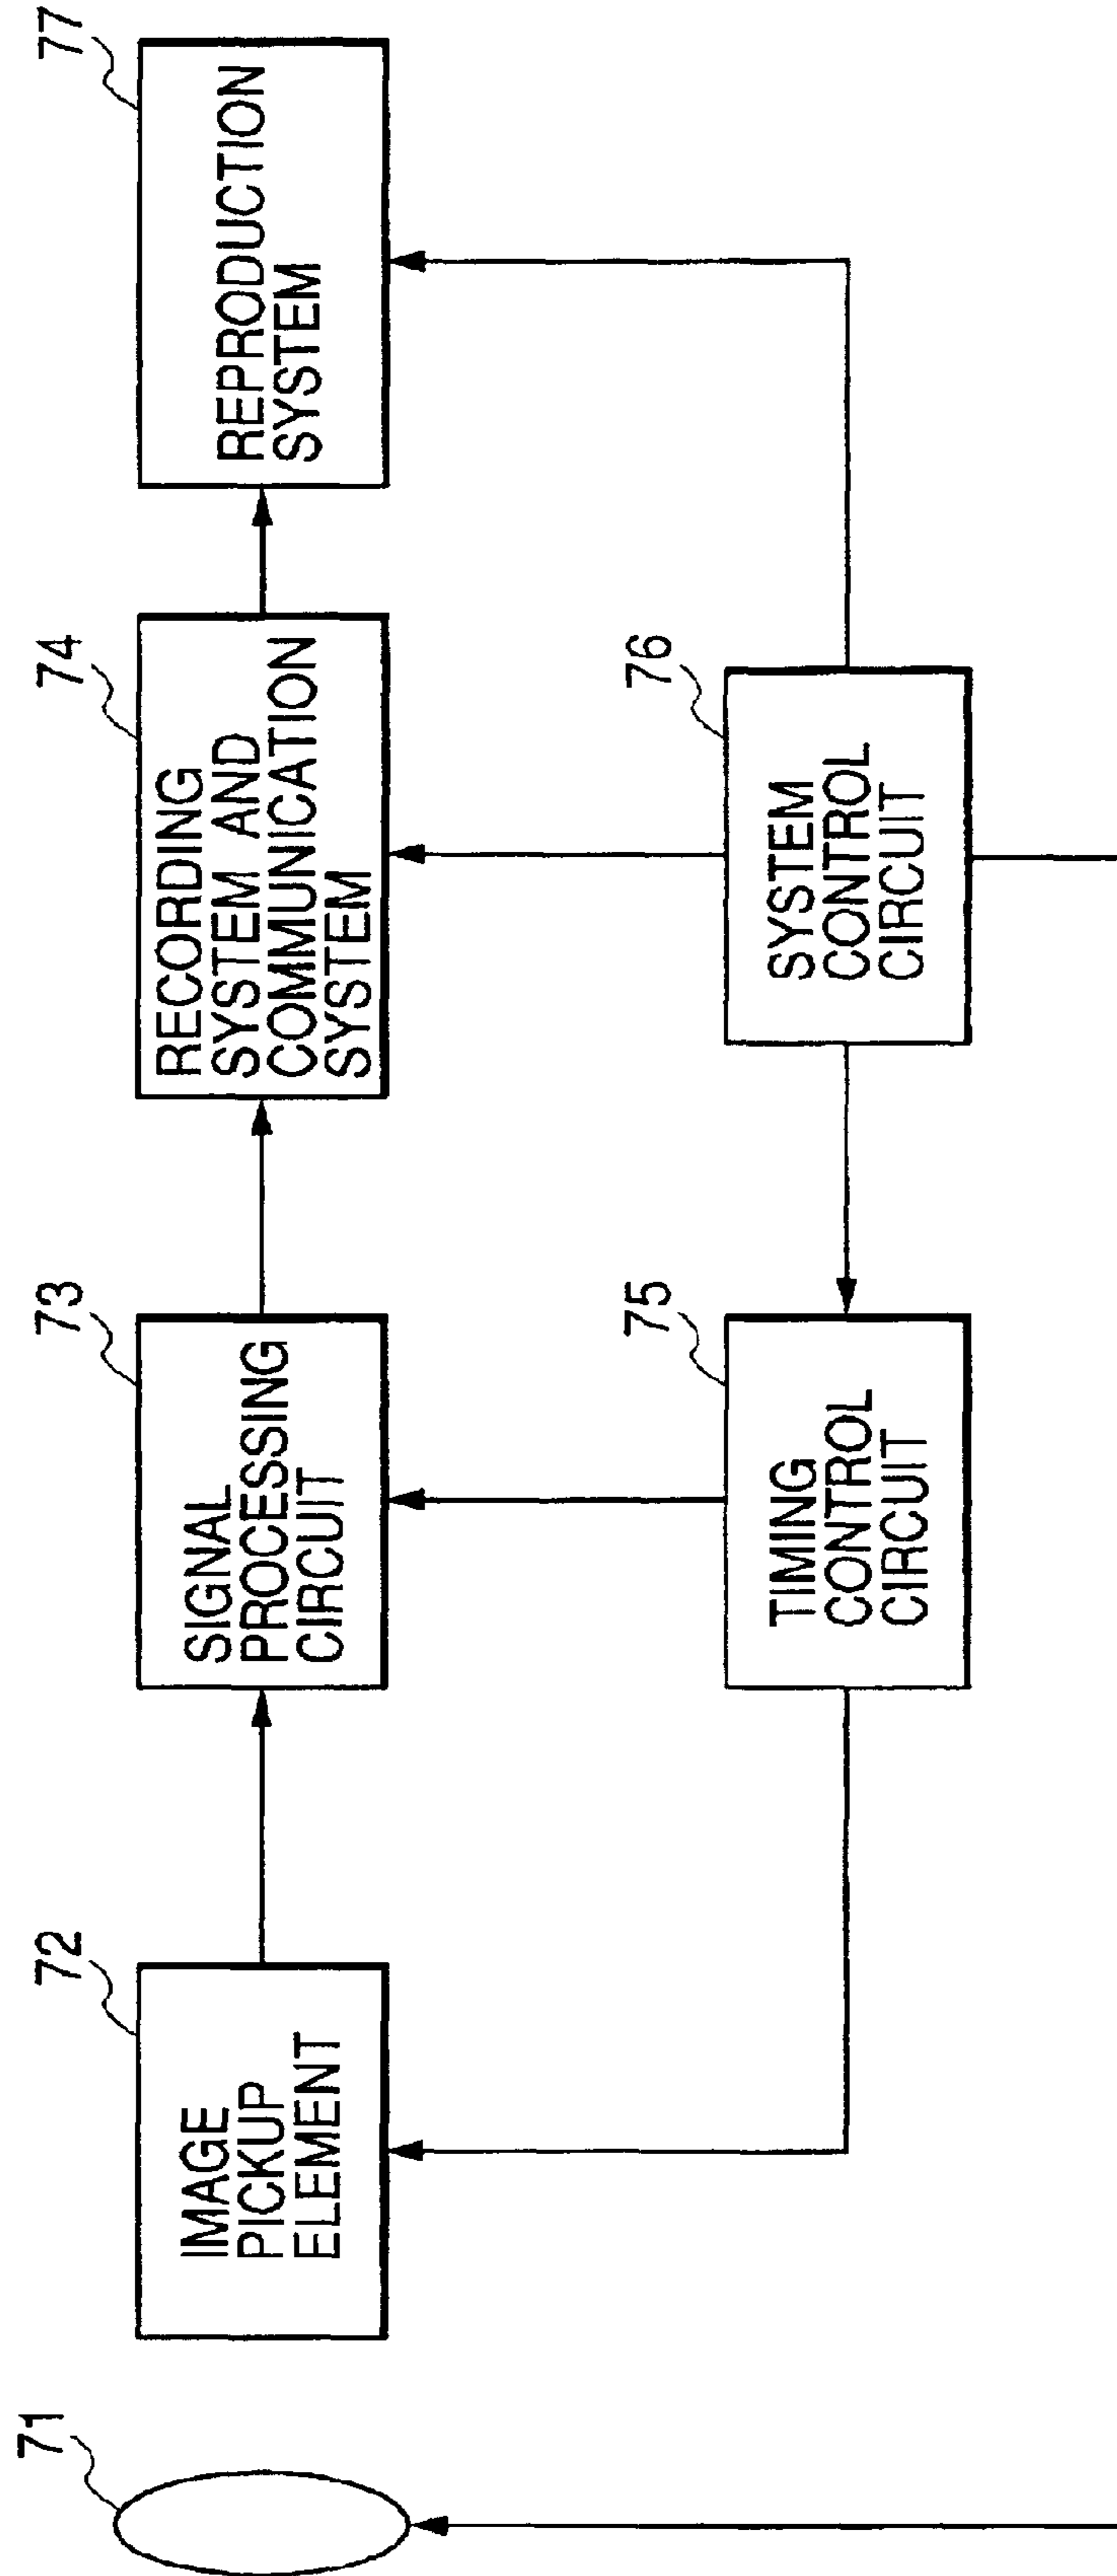 71
72
IMAGE
PICKUP
ELEMENT
73
SIGNAL
PROCESSING
CIRCUIT
74
RECORDING
SYSTEM AND
COMMUNICATION
SYSTEM
77
REPRODUCTION
SYSTEM
75
TIMING
CONTROL
CIRCUIT
76
SYSTEM
CONTROL
CIRCUIT